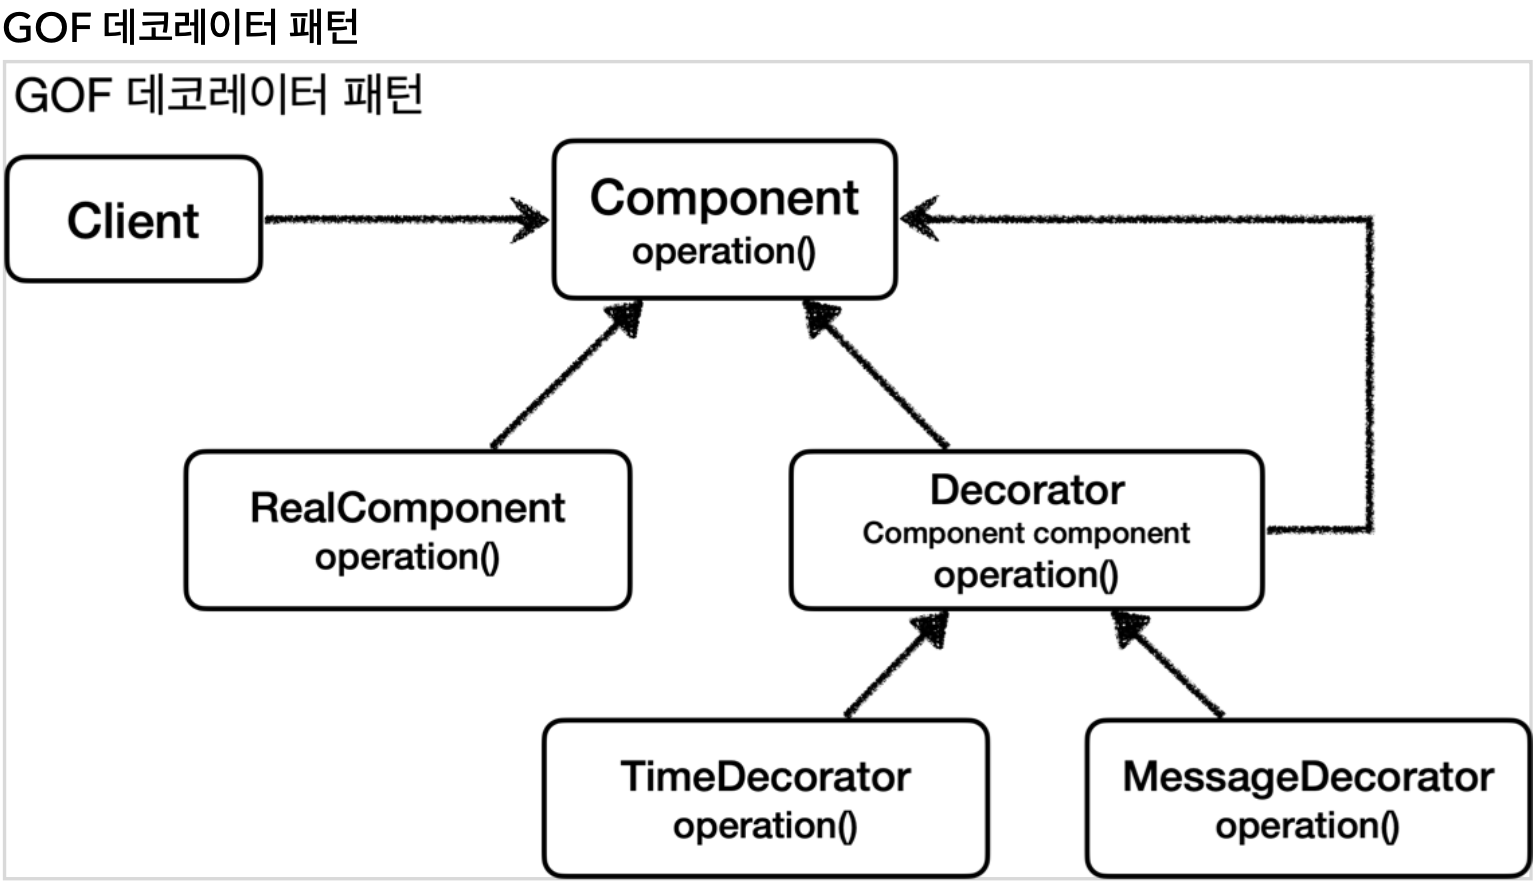 GOF 데코레이터 패턴
GOF 데코레이터 패턴
Client
Component
operation()
RealComponent
operation()
Decorator
Component component
operation()
TimeDecorator
operation()
MessageDecorator
operation()